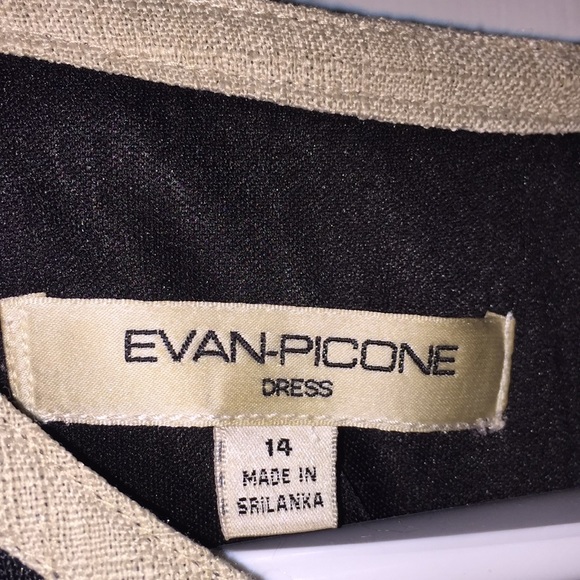 EVAN-PICONE
DRESS
14
MADE IN
SRILANKA